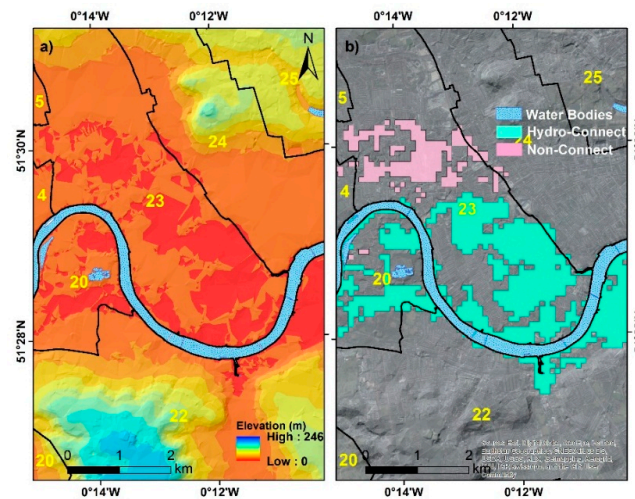 0°14'W 0°12'W 0°14'W 0°12'W
a) N b)
25 25
5 5
Water Bodies
24 24
Hydro-Connect
51°30'N
Non-Connect
4 23 4 23
20 20
51°28'N
22 22
Elevation (m)
High : 246
Low : 0
20 20
0 1 2 0 1 2
km km
0°14'W 0°12'W 0°14'W 0°12'W